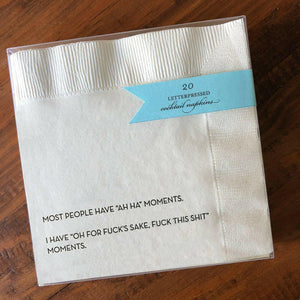 20
LETTERPRESSED
cocktail napkins
MOST PEOPLE HAVE "AH HA" MOMENTS.
I HAVE "OH FOR FUCK'S SAKE, FUCK THIS SHIT"
MOMENTS.